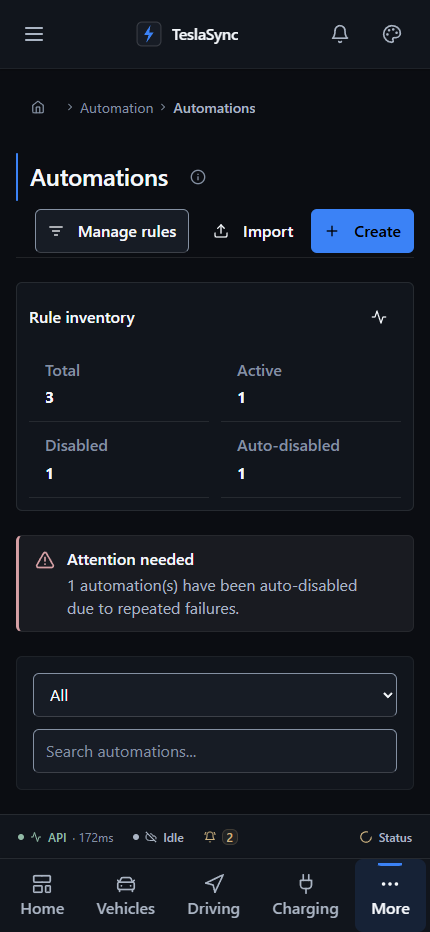 TeslaSync
Automation Automations
Automations
Manage rules Import Create
Rule inventory
Total Active
3 1
Disabled Auto-disabled
1 1
Attention needed
1 automation(s) have been auto-disabled
due to repeated failures.
All
Search automations...
API · 172ms Idle 2 Status
Home Vehicles Driving Charging More